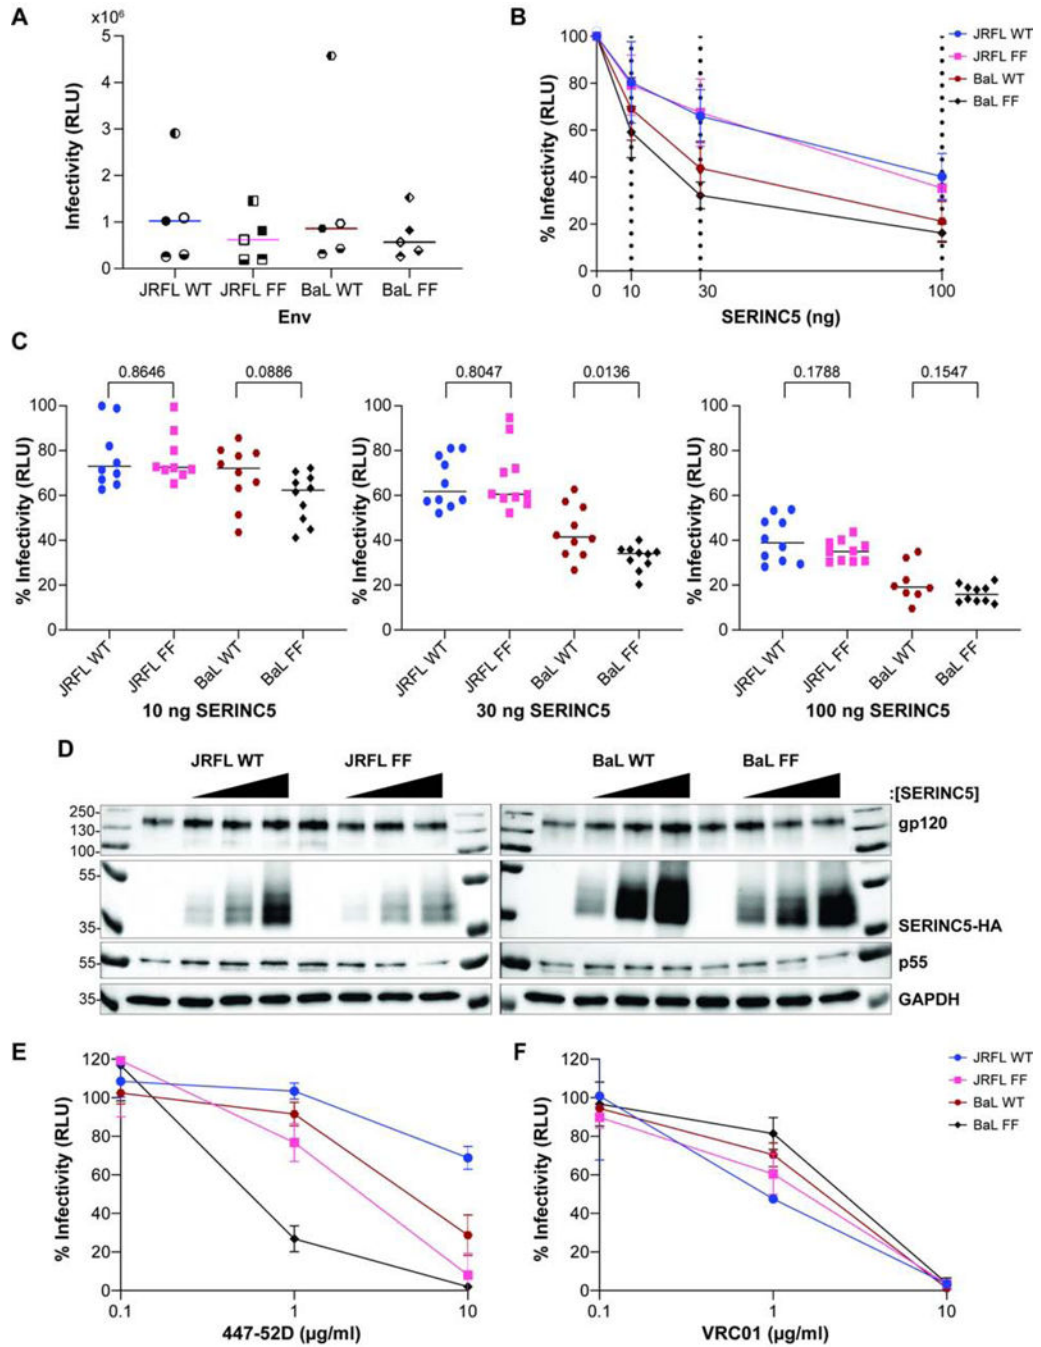 A
x10⁶
5
4
3
2
1
0
Infectivity (RLU)
JRFL WT JRFL FF BaL WT BaL FF
Env
B
100
80
60
40
20
0
% Infectivity (RLU)
0 10 30 100
SERINC5 (ng)
JRFL WT
JRFL FF
BaL WT
BaL FF
C
0.8646 0.0886
100
80
60
40
20
0
% Infectivity (RLU)
JRFL WT JRFL FF BaL WT BaL FF
10 ng SERINC5
0.8047 0.0136
100
80
60
40
20
0
% Infectivity (RLU)
JRFL WT JRFL FF BaL WT BaL FF
30 ng SERINC5
0.1788 0.1547
100
80
60
40
20
0
% Infectivity (RLU)
JRFL WT JRFL FF BaL WT BaL FF
100 ng SERINC5
D
JRFL WT JRFL FF BaL WT BaL FF
:[SERINC5]
250-
130-
100-
gp120
55-
35-
SERINC5-HA
55-
p55
35-
GAPDH
E
120
100
80
60
40
20
0
% Infectivity (RLU)
0.1 1 10
447-52D (µg/ml)
F
120
100
80
60
40
20
0
% Infectivity (RLU)
0.1 1 10
VRC01 (µg/ml)
JRFL WT
JRFL FF
BaL WT
BaL FF